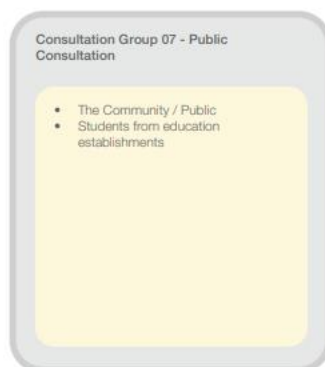 Consultation Group 07 - Public
Consultation
• The Community / Public
• Students from education
establishments